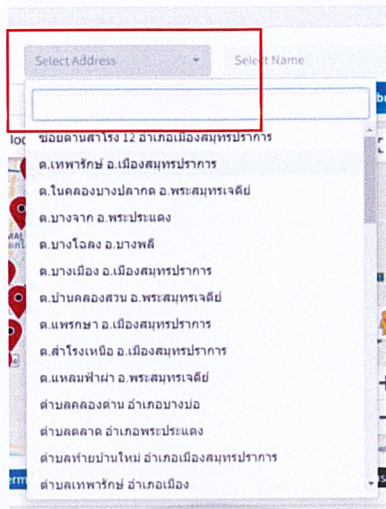 Select Address
Select Name
ซอยด่านสำโรง 12 อำเภอเมืองสมุทรปราการ
ต.เทพารักษ์ อ.เมืองสมุทรปราการ
ต.ในคลองบางปลากด อ.พระสมุทรเจดีย์
ต.บางจาก อ.พระประแดง
ต.บางโฉลง อ.บางพลี
ต.บางเมือง อ.เมืองสมุทรปราการ
ต.บ้านคลองสวน อ.พระสมุทรเจดีย์
ต.แพรกษา อ.เมืองสมุทรปราการ
ต.สำโรงเหนือ อ.เมืองสมุทรปราการ
ต.แหลมฟ้าผ่า อ.พระสมุทรเจดีย์
ตำบลคลองด่าน อำเภอบางบ่อ
ตำบลตลาด อำเภอพระประแดง
ตำบลท้ายบ้านใหม่ อำเภอเมืองสมุทรปราการ
ตำบลเทพารักษ์ อำเภอเมือง